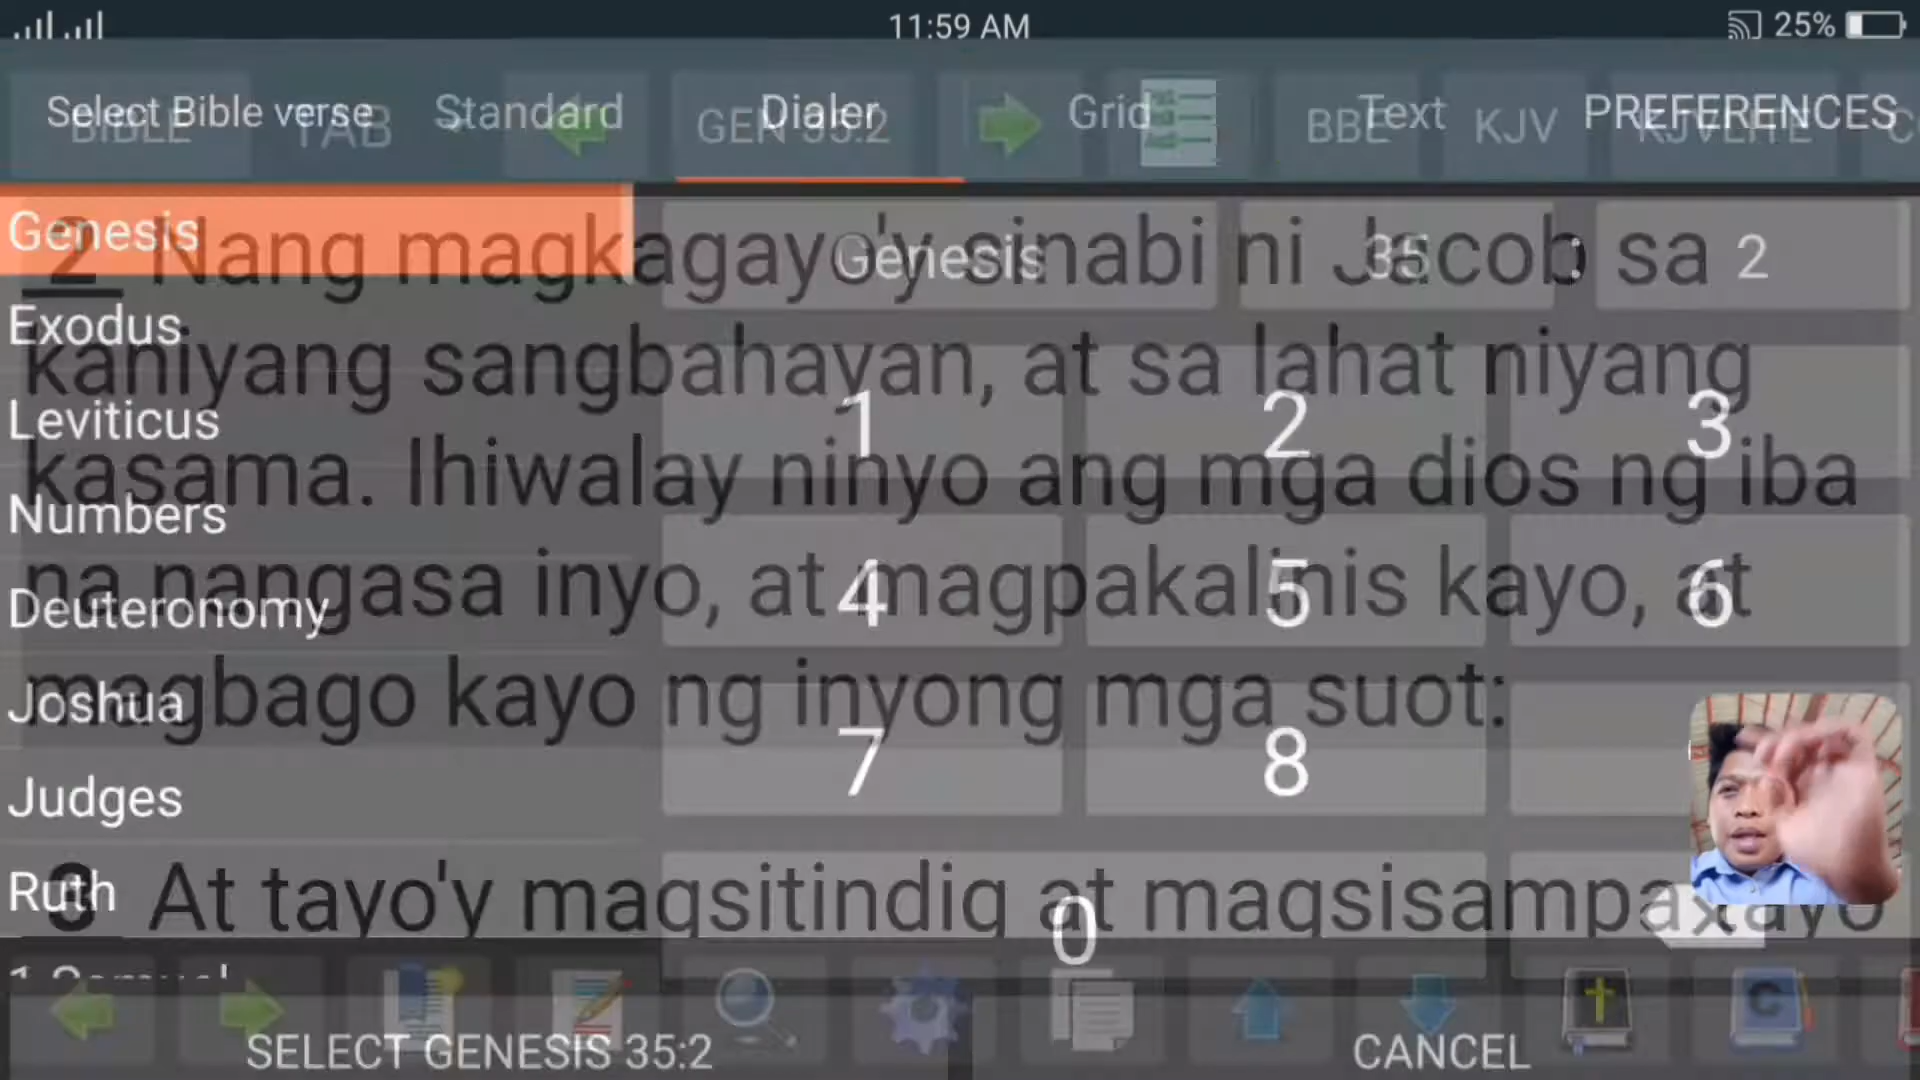 11:59 AM
25%
Select Bible verse Standard Dialer Grid Text PREFERENCES
BIBLE TAB GEN 35:2 BBE KJV KJVLITE
Genesis
Genesis 35 : 2
2 Nang magkagayo'y sinabi ni Jacob sa
Exodus
kaniyang sangbahayan, at sa lahat niyang
1 2 3
Leviticus
kasama. Ihiwalay ninyo ang mga dios ng iba
Numbers
na nangasa inyo, at magpakalinis kayo, at
4 5 6
Deuteronomy
magbago kayo ng inyong mga suot:
Joshua
7 8
Judges
3 At tayo'y magsitindig at magsisampa kayo
Ruth
0
1 Samuel
SELECT GENESIS 35:2 CANCEL